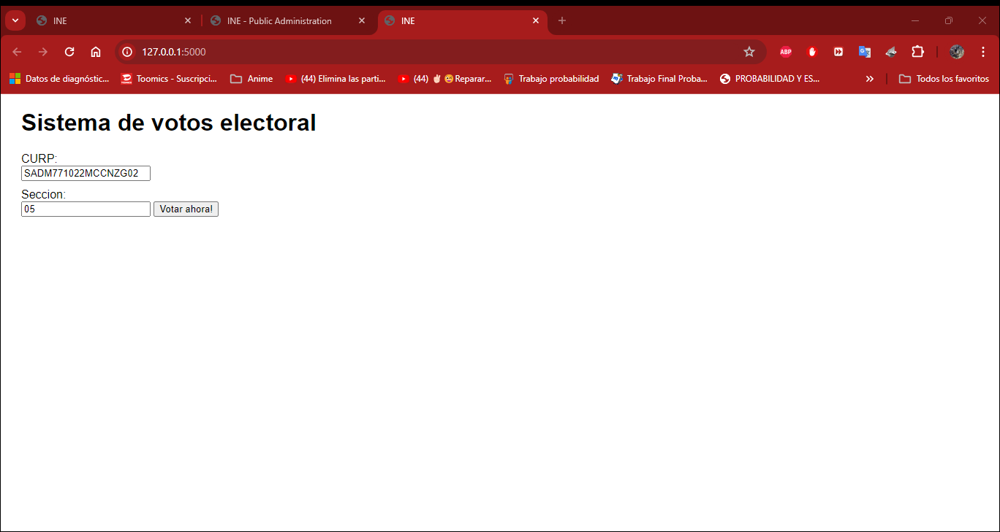 INE
INE - Public Administration
INE
127.0.0.1:5000
ABP
Datos de diagnóstic...
Toomics - Suscripci...
Anime
(44) Elimina las parti...
(44) ✌😉Reparar...
Trabajo probabilidad
Trabajo Final Proba...
PROBABILIDAD Y ES...
Todos los favoritos
Sistema de votos electoral
CURP:
SADM771022MCCNZG02
Seccion:
05 Votar ahora!